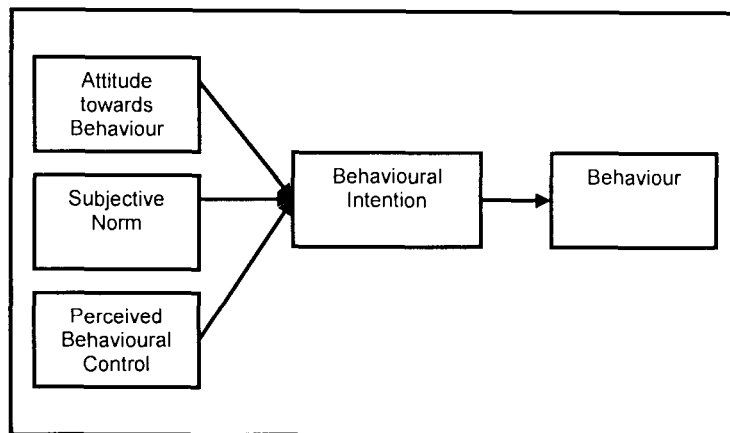 Attitude
towards
Behaviour
Subjective
Norm
Perceived
Behavioural
Control
Behavioural
Intention
Behaviour